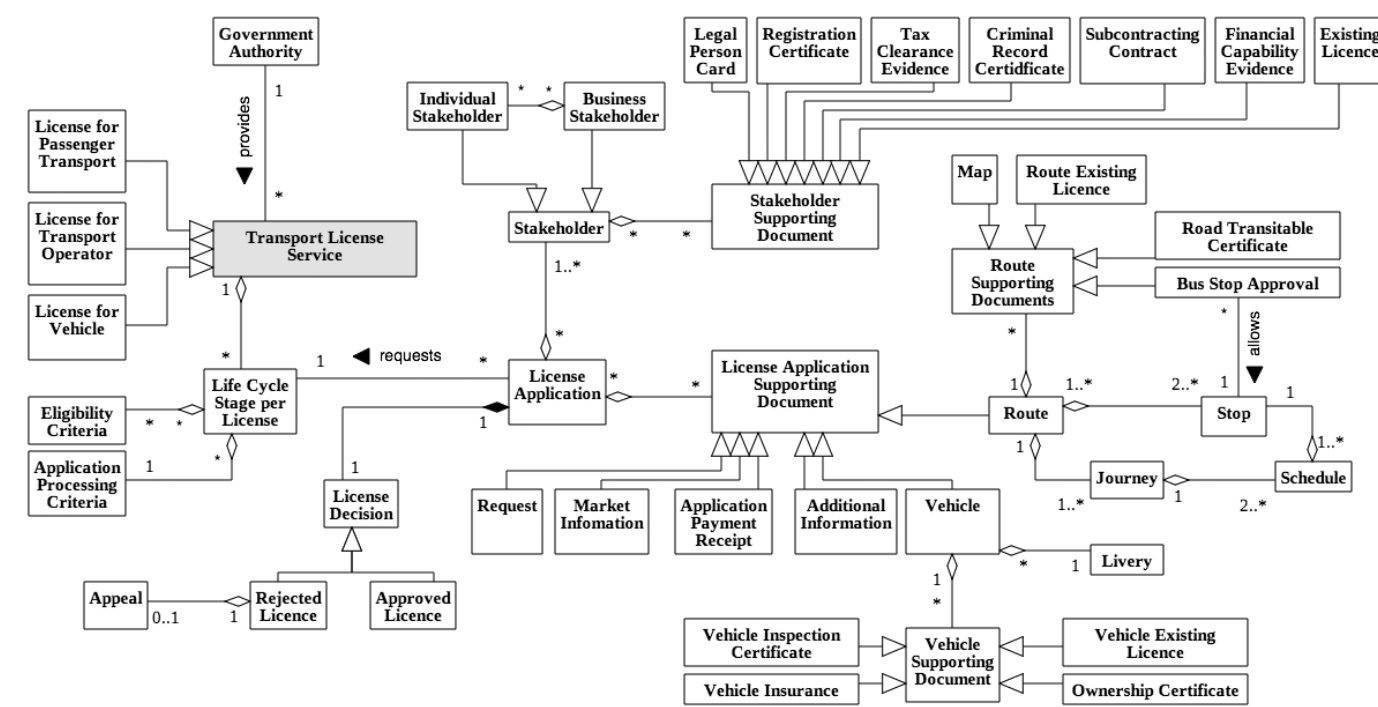 Government
Authority
1
provides
*
Legal
Person
Card
Registration
Certificate
Tax
Clearance
Evidence
Criminal
Record
Certidficate
Subcontracting
Contract
Financial
Capability
Evidence
Existing
Licence
Individual
Stakeholder
*
*
Business
Stakeholder
License for
Passenger
Transport
License for
Transport
Operator
License for
Vehicle
Transport License
Service
1
*
Stakeholder
*
*
Stakeholder
Supporting
Document
1..*
*
Map
Route Existing
Licence
Road Transitable
Certificate
Bus Stop Approval
Route
Supporting
Documents
*
1
*
allows
1
Life Cycle
Stage per
License
1
requests
*
License
Application
*
*
License Application
Supporting
Document
Route
1..*
2..*
Stop
1
1..*
Schedule
1
1..*
Journey
1
2..*
Eligibility
Criteria
*
*
Application
Processing
Criteria
1
*
1
1
License
Decision
Request
Market
Infomation
Application
Payment
Receipt
Additional
Information
Vehicle
*
1
Livery
1
*
Appeal
0..1
1
Rejected
Licence
Approved
Licence
Vehicle Inspection
Certificate
Vehicle Insurance
Vehicle
Supporting
Document
Vehicle Existing
Licence
Ownership Certificate